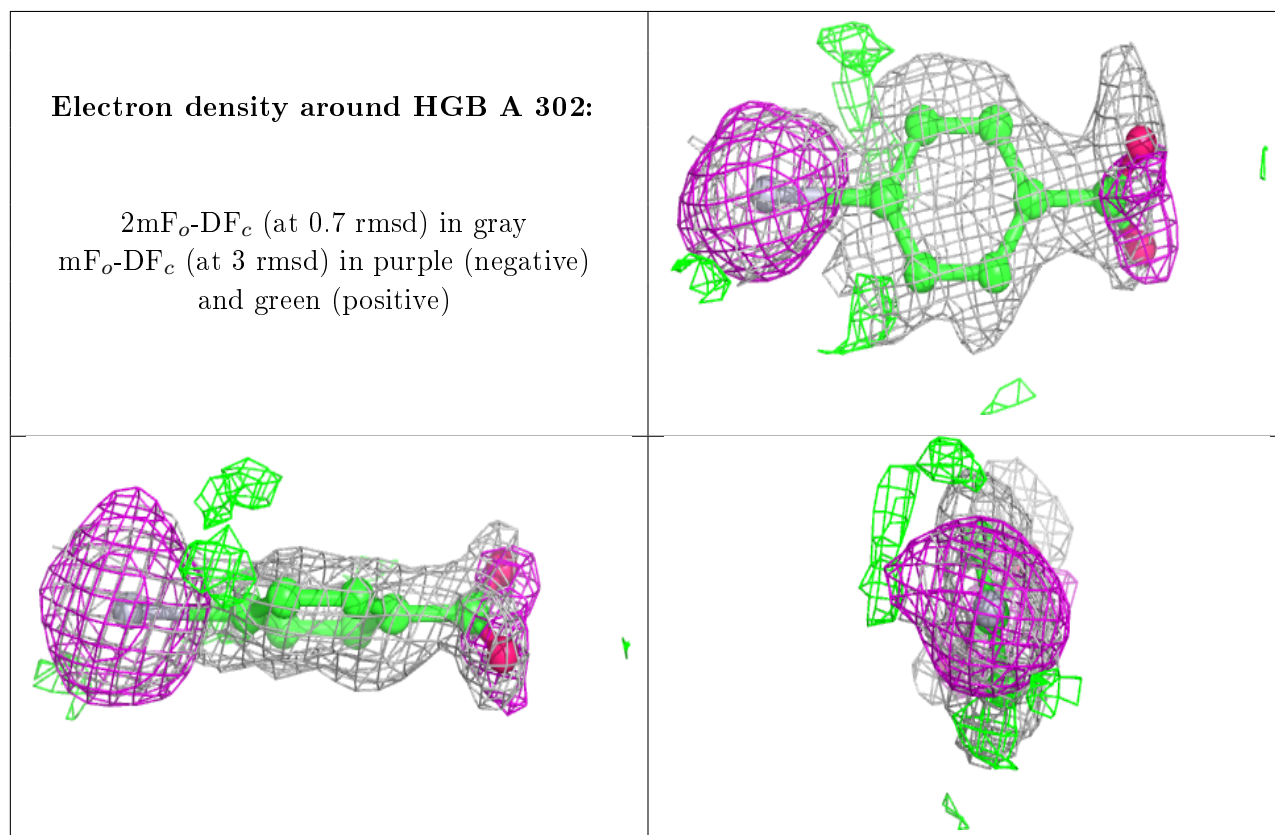 Electron density around HGB A 302:
2mFo-DFc (at 0.7 rmsd) in gray
mFo-DFc (at 3 rmsd) in purple (negative)
and green (positive)